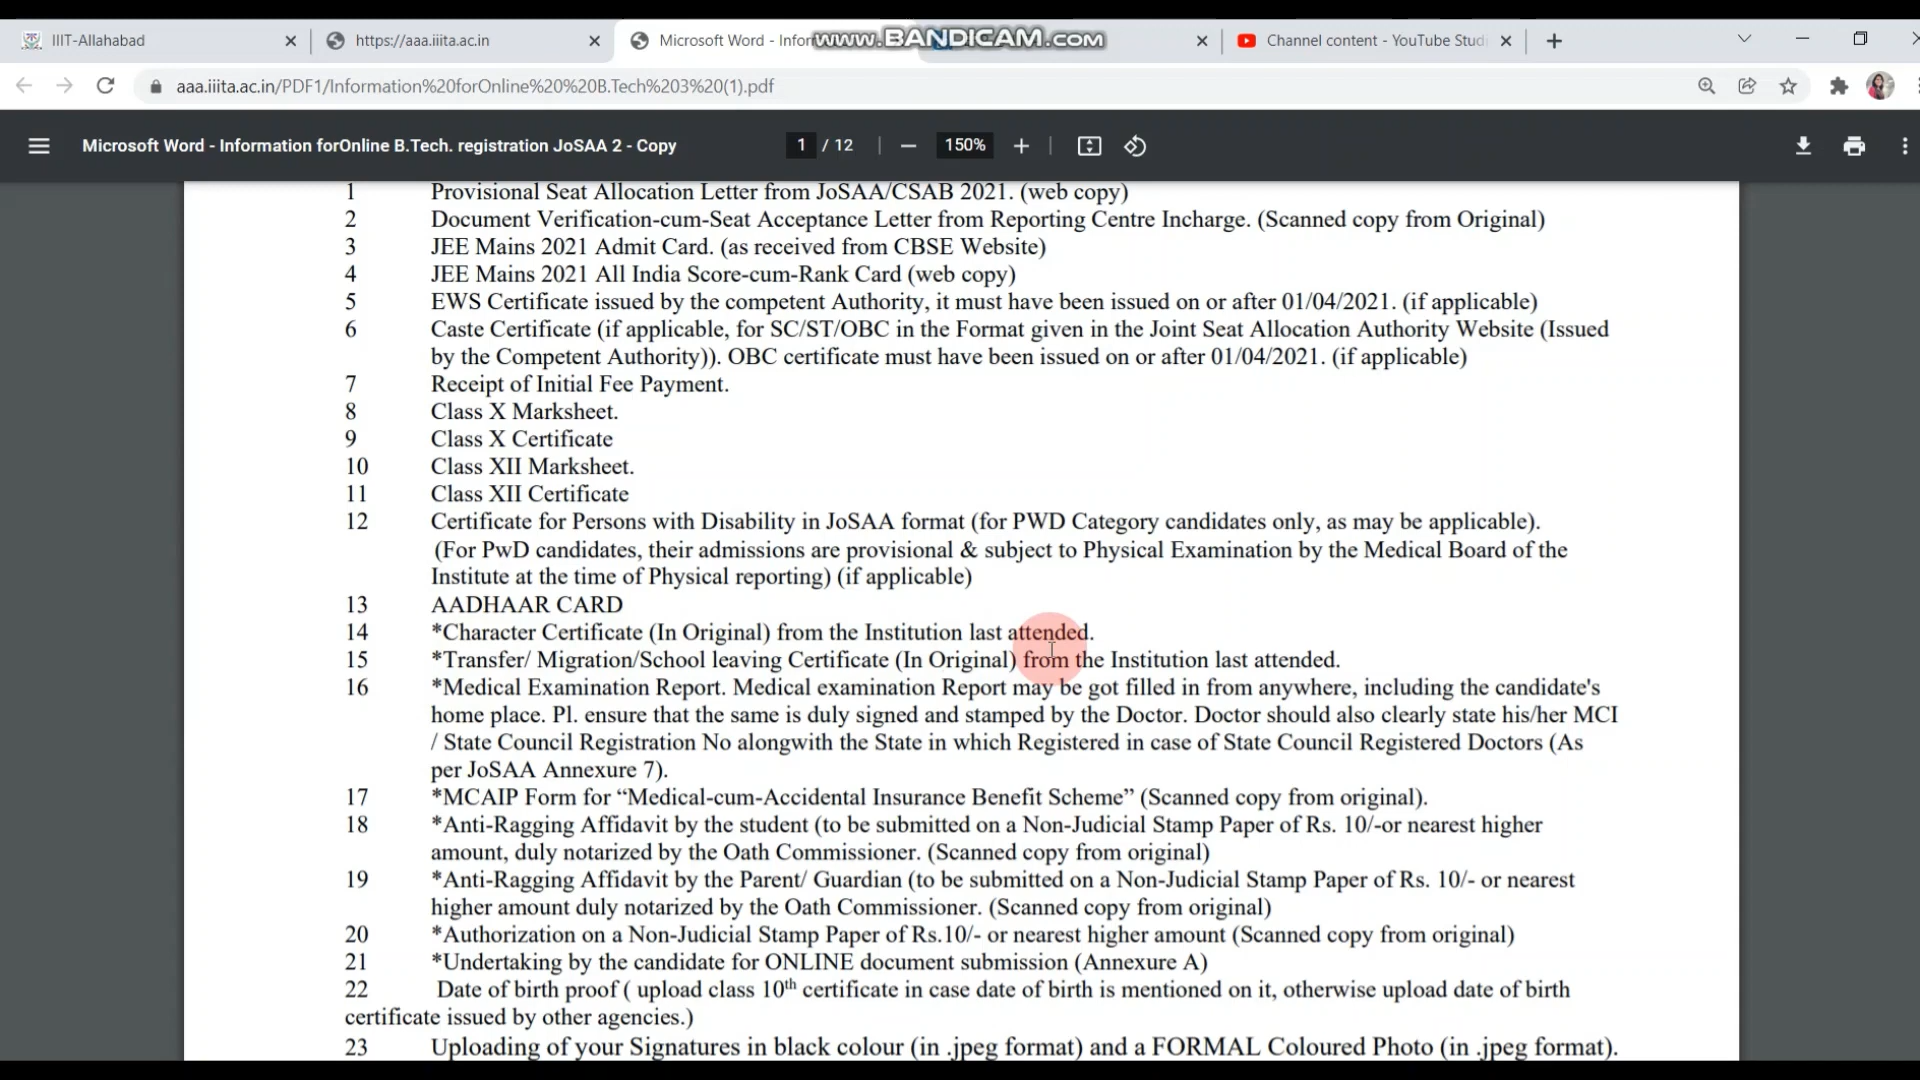 IIIT-Allahabad
https://aaa.iiita.ac.in
Microsoft Word - Infor
www.BANDICAM.com
Channel content - YouTube Studi
aaa.iiita.ac.in/PDF1/Information%20forOnline%20%20B.Tech%203%20(1).pdf
Microsoft Word - Information forOnline B.Tech. registration JoSAA 2 - Copy
1 / 12
150%
1 Provisional Seat Allocation Letter from JoSAA/CSAB 2021. (web copy)
2 Document Verification-cum-Seat Acceptance Letter from Reporting Centre Incharge. (Scanned copy from Original)
3 JEE Mains 2021 Admit Card. (as received from CBSE Website)
4 JEE Mains 2021 All India Score-cum-Rank Card (web copy)
5 EWS Certificate issued by the competent Authority, it must have been issued on or after 01/04/2021. (if applicable)
6 Caste Certificate (if applicable, for SC/ST/OBC in the Format given in the Joint Seat Allocation Authority Website (Issued
by the Competent Authority)). OBC certificate must have been issued on or after 01/04/2021. (if applicable)
7 Receipt of Initial Fee Payment.
8 Class X Marksheet.
9 Class X Certificate
10 Class XII Marksheet.
11 Class XII Certificate
12 Certificate for Persons with Disability in JoSAA format (for PWD Category candidates only, as may be applicable).
(For PwD candidates, their admissions are provisional & subject to Physical Examination by the Medical Board of the
Institute at the time of Physical reporting) (if applicable)
13 AADHAAR CARD
14 *Character Certificate (In Original) from the Institution last attended.
15 *Transfer/ Migration/School leaving Certificate (In Original) from the Institution last attended.
16 *Medical Examination Report. Medical examination Report may be got filled in from anywhere, including the candidate's
home place. Pl. ensure that the same is duly signed and stamped by the Doctor. Doctor should also clearly state his/her MCI
/ State Council Registration No alongwith the State in which Registered in case of State Council Registered Doctors (As
per JoSAA Annexure 7).
17 *MCAIP Form for “Medical-cum-Accidental Insurance Benefit Scheme” (Scanned copy from original).
18 *Anti-Ragging Affidavit by the student (to be submitted on a Non-Judicial Stamp Paper of Rs. 10/-or nearest higher
amount, duly notarized by the Oath Commissioner. (Scanned copy from original)
19 *Anti-Ragging Affidavit by the Parent/ Guardian (to be submitted on a Non-Judicial Stamp Paper of Rs. 10/- or nearest
higher amount duly notarized by the Oath Commissioner. (Scanned copy from original)
20 *Authorization on a Non-Judicial Stamp Paper of Rs.10/- or nearest higher amount (Scanned copy from original)
21 *Undertaking by the candidate for ONLINE document submission (Annexure A)
22 Date of birth proof ( upload class 10th certificate in case date of birth is mentioned on it, otherwise upload date of birth
certificate issued by other agencies.)
23 Uploading of your Signatures in black colour (in .jpeg format) and a FORMAL Coloured Photo (in .jpeg format).